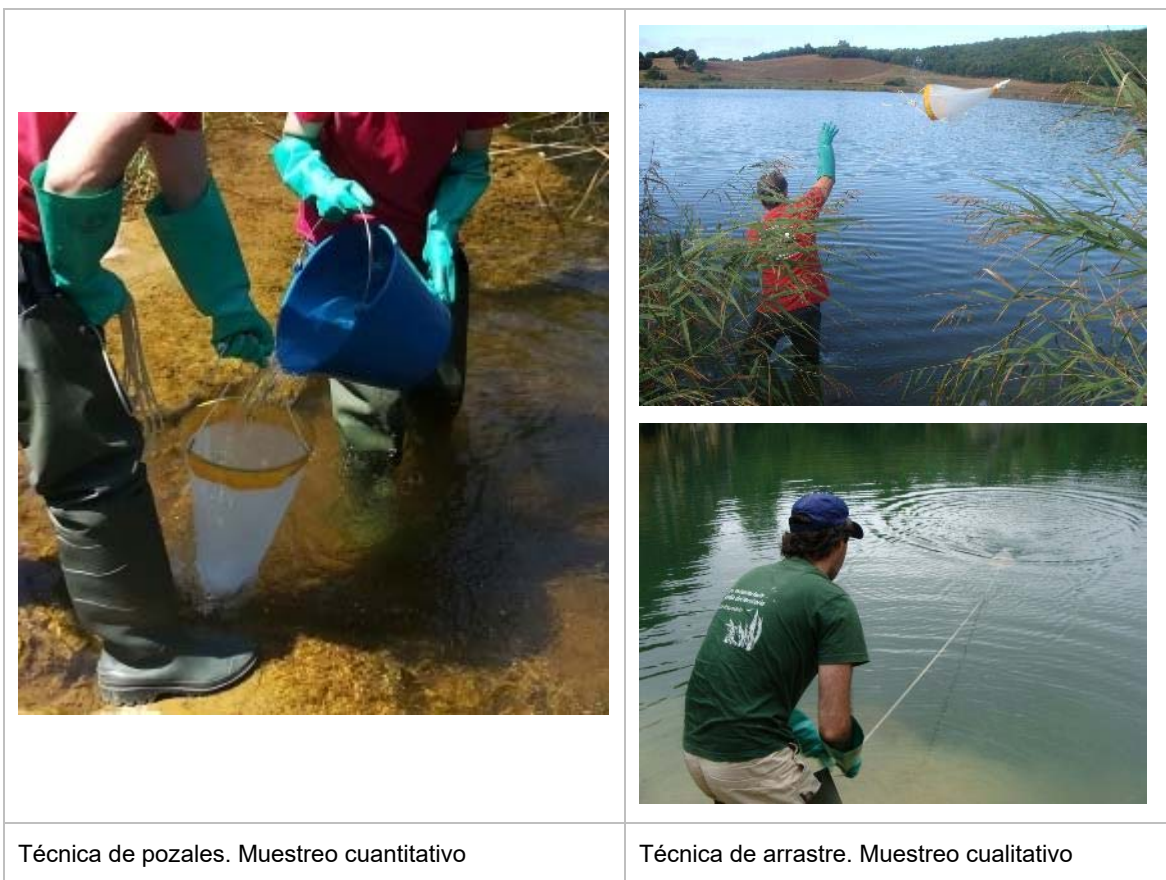 Técnica de pozales. Muestreo cuantitativo
Técnica de arrastre. Muestreo cualitativo